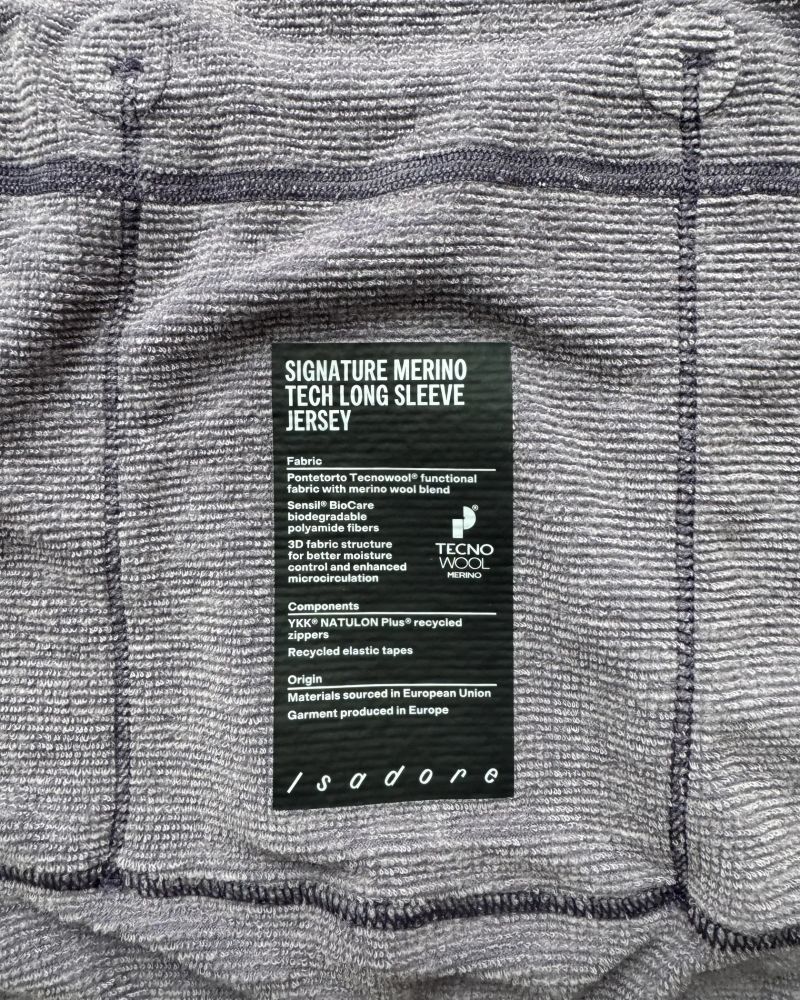 SIGNATURE MERINO
TECH LONG SLEEVE
JERSEY
Fabric
Pontetorto Tecnowool® functional
fabric with merino wool blend
Sensil® BioCare
biodegradable
polyamide fibers
3D fabric structure
for better moisture
control and enhanced
microcirculation
®
TECNO
WOOL
MERINO
Components
YKK® NATULON Plus® recycled
zippers
Recycled elastic tapes
Origin
Materials sourced in European Union
Garment produced in Europe
Isadore